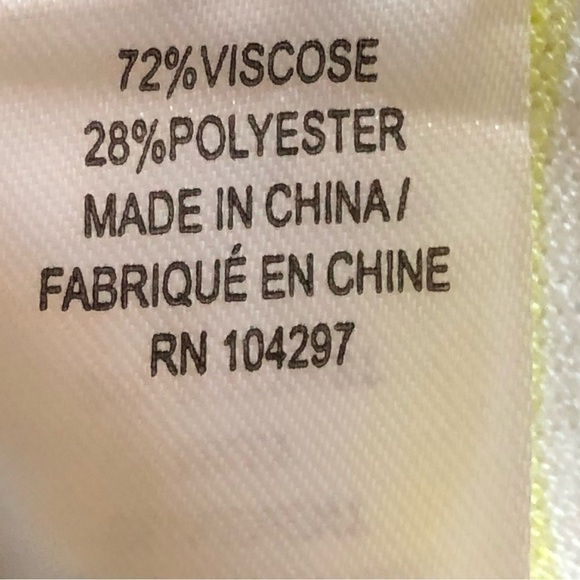 72%VISCOSE
28%POLYESTER
MADE IN CHINA/
FABRIQUÉ EN CHINE
RN 104297